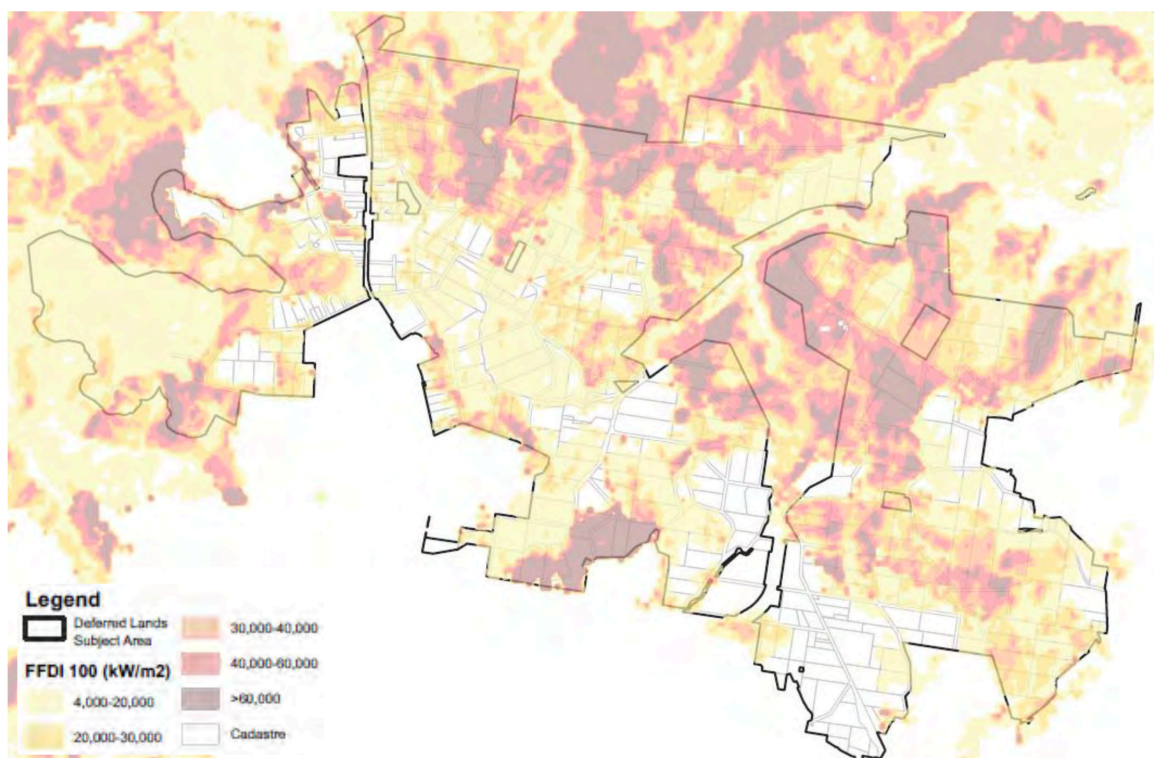 Legend
Deferred Lands
Subject Area
FFDI 100 (kW/m2)
4,000-20,000
20,000-30,000
30,000-40,000
40,000-60,000
>60,000
Cadastre